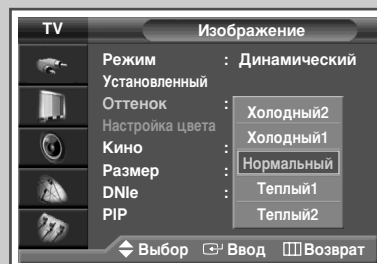 TV Изображение
Режим : Динамический
Установленный
Оттенок :
Настройка цвета
Кино :
Размер :
DNIe :
PIP
Холодный2
Холодный1
Нормальный
Теплый1
Теплый2
Выбор Ввод Возврат